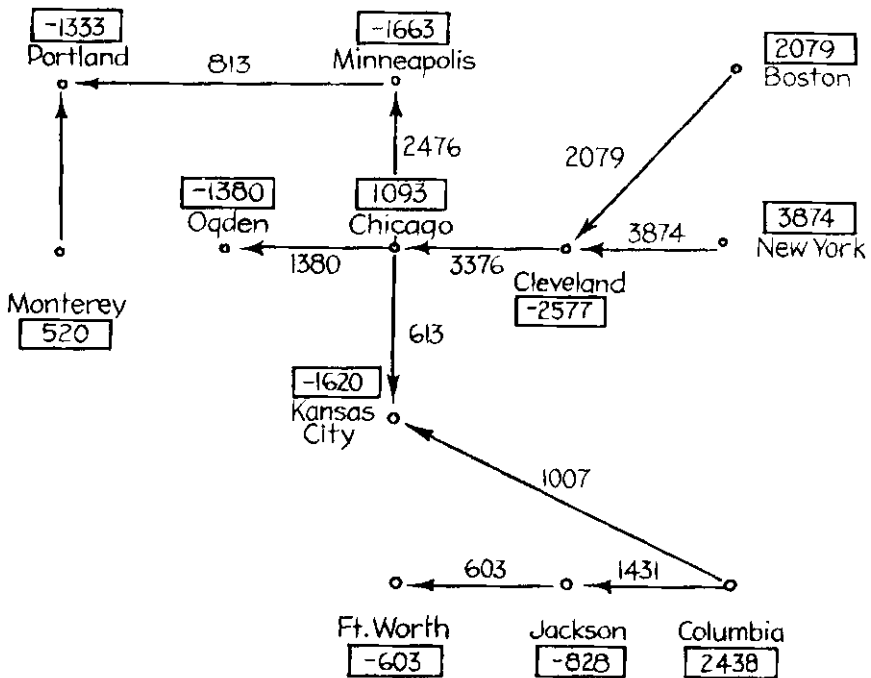 -1333
Portland
-1663
Minneapolis
2079
Boston
813
2476
2079
-1380
Ogden
1093
Chicago
3874
3874
New York
1380
3376
Cleveland
-2577
Monterey
520
613
-1620
Kansas
City
1007
603
1431
Ft. Worth
-603
Jackson
-828
Columbia
2438